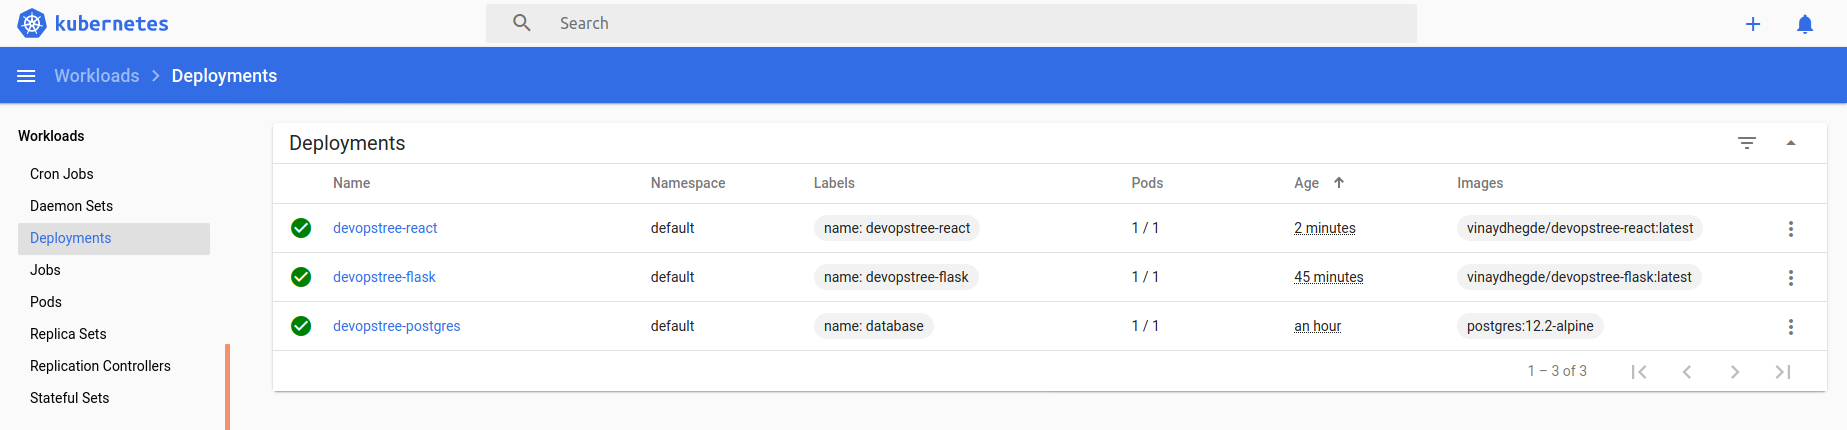 kubernetes
Search
Workloads > Deployments
Workloads
Cron Jobs
Daemon Sets
Deployments
Jobs
Pods
Replica Sets
Replication Controllers
Stateful Sets
Deployments
Name Namespace Labels Pods Age Images
devopstree-react default name: devopstree-react 1 / 1 2 minutes vinaydhegde/devopstree-react:latest
devopstree-flask default name: devopstree-flask 1 / 1 45 minutes vinaydhegde/devopstree-flask:latest
devopstree-postgres default name: database 1 / 1 an hour postgres:12.2-alpine
1 – 3 of 3